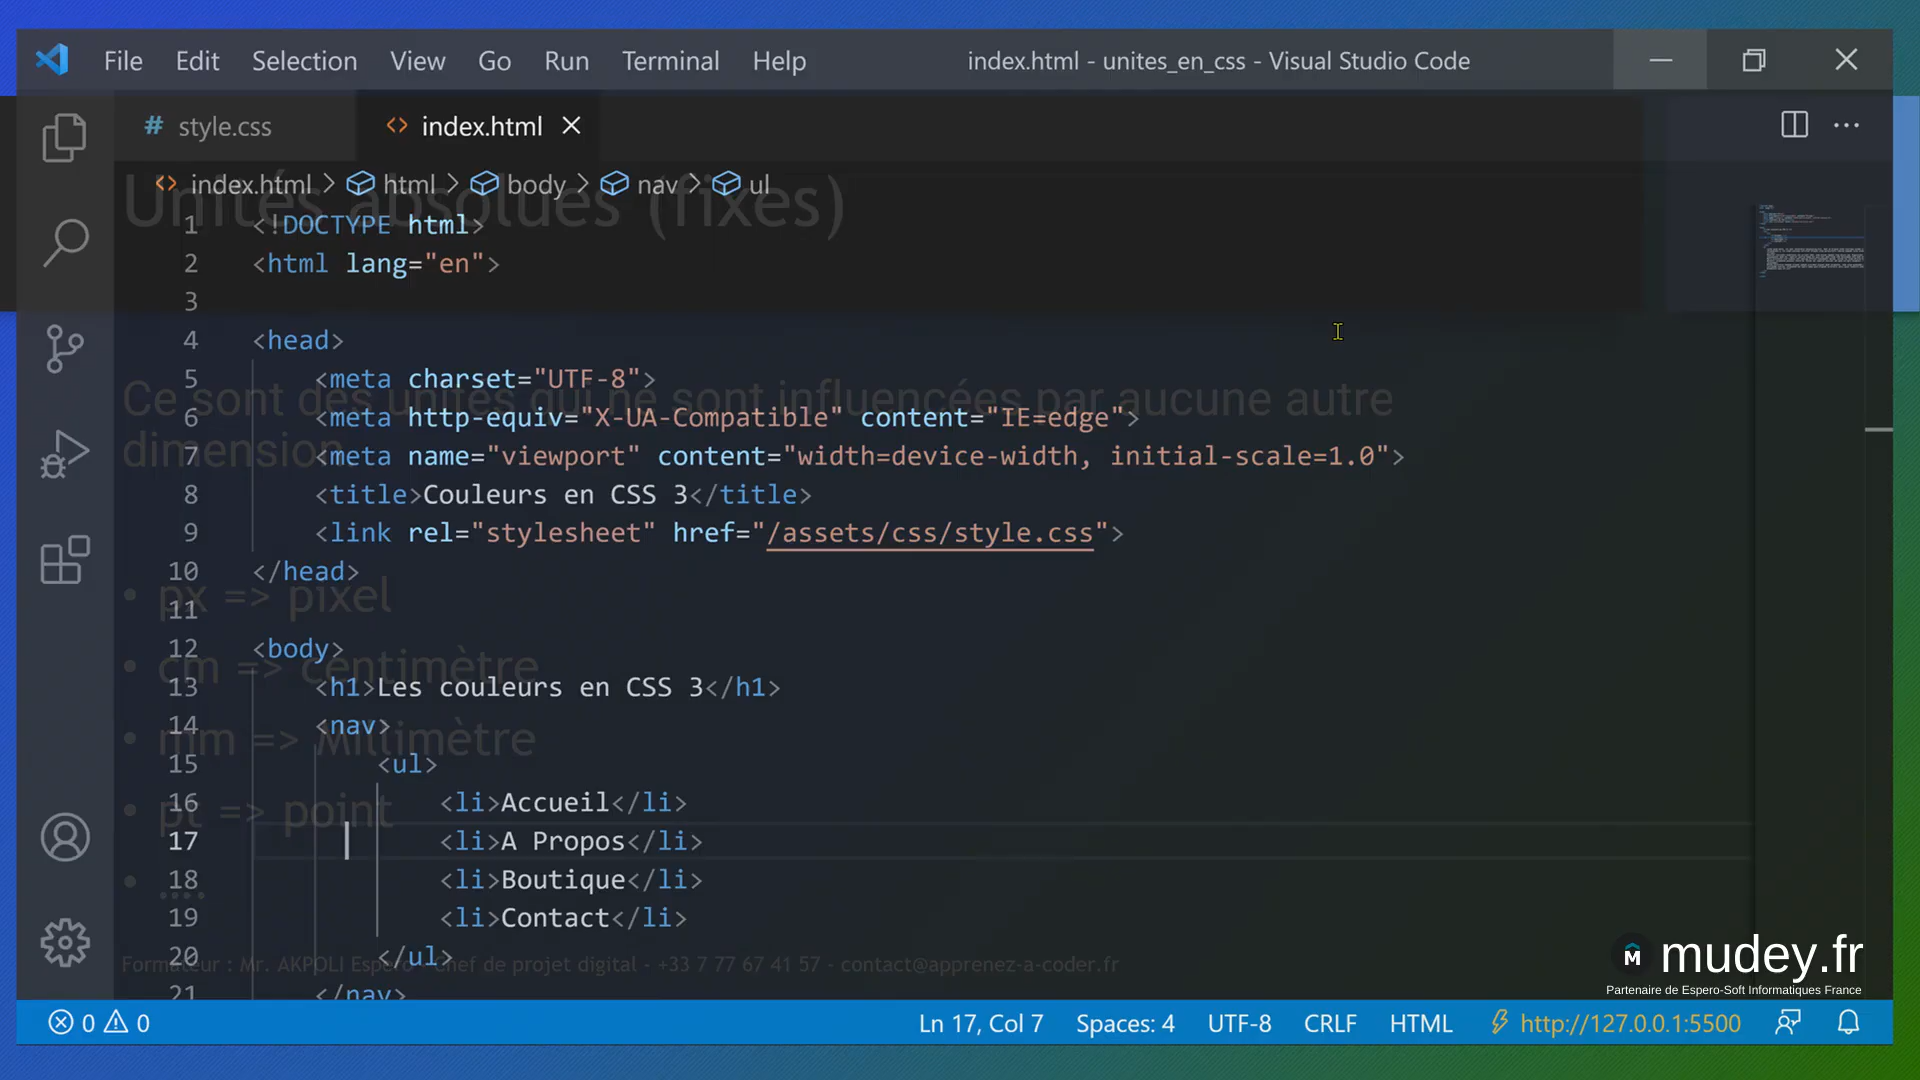 File Edit Selection View Go Run Terminal Help index.html - unites_en_css - Visual Studio Code
# style.css <> index.html
index.html > html > body > nav > ul
Unités absolues (fixes)
1 <!DOCTYPE html>
2 <html lang="en">
3
4 <head>
5 <meta charset="UTF-8">
Ce sont des unités qui ne sont influencées par aucune autre
6 <meta http-equiv="X-UA-Compatible" content="IE=edge">
dimension
7 <meta name="viewport" content="width=device-width, initial-scale=1.0">
8 <title>Couleurs en CSS 3</title>
9 <link rel="stylesheet" href="/assets/css/style.css">
10 </head>
• px => pixel
11
12 <body>
• cm => centimètre
13 <h1>Les couleurs en CSS 3</h1>
14 <nav>
• mm => Millimètre
15 <ul>
16 <li>Accueil</li>
• pt => point
17 <li>A Propos</li>
18 <li>Boutique</li>
• ....
19 <li>Contact</li>
20 </ul>
Formateur : Mr. AKPOLI Espero - Chef de projet digital - +33 7 77 67 41 57 - contact@apprenez-a-coder.fr
21 </nav>
M mudey.fr
Partenaire de Espero-Soft Informatiques France
0 0 Ln 17, Col 7 Spaces: 4 UTF-8 CRLF HTML http://127.0.0.1:5500